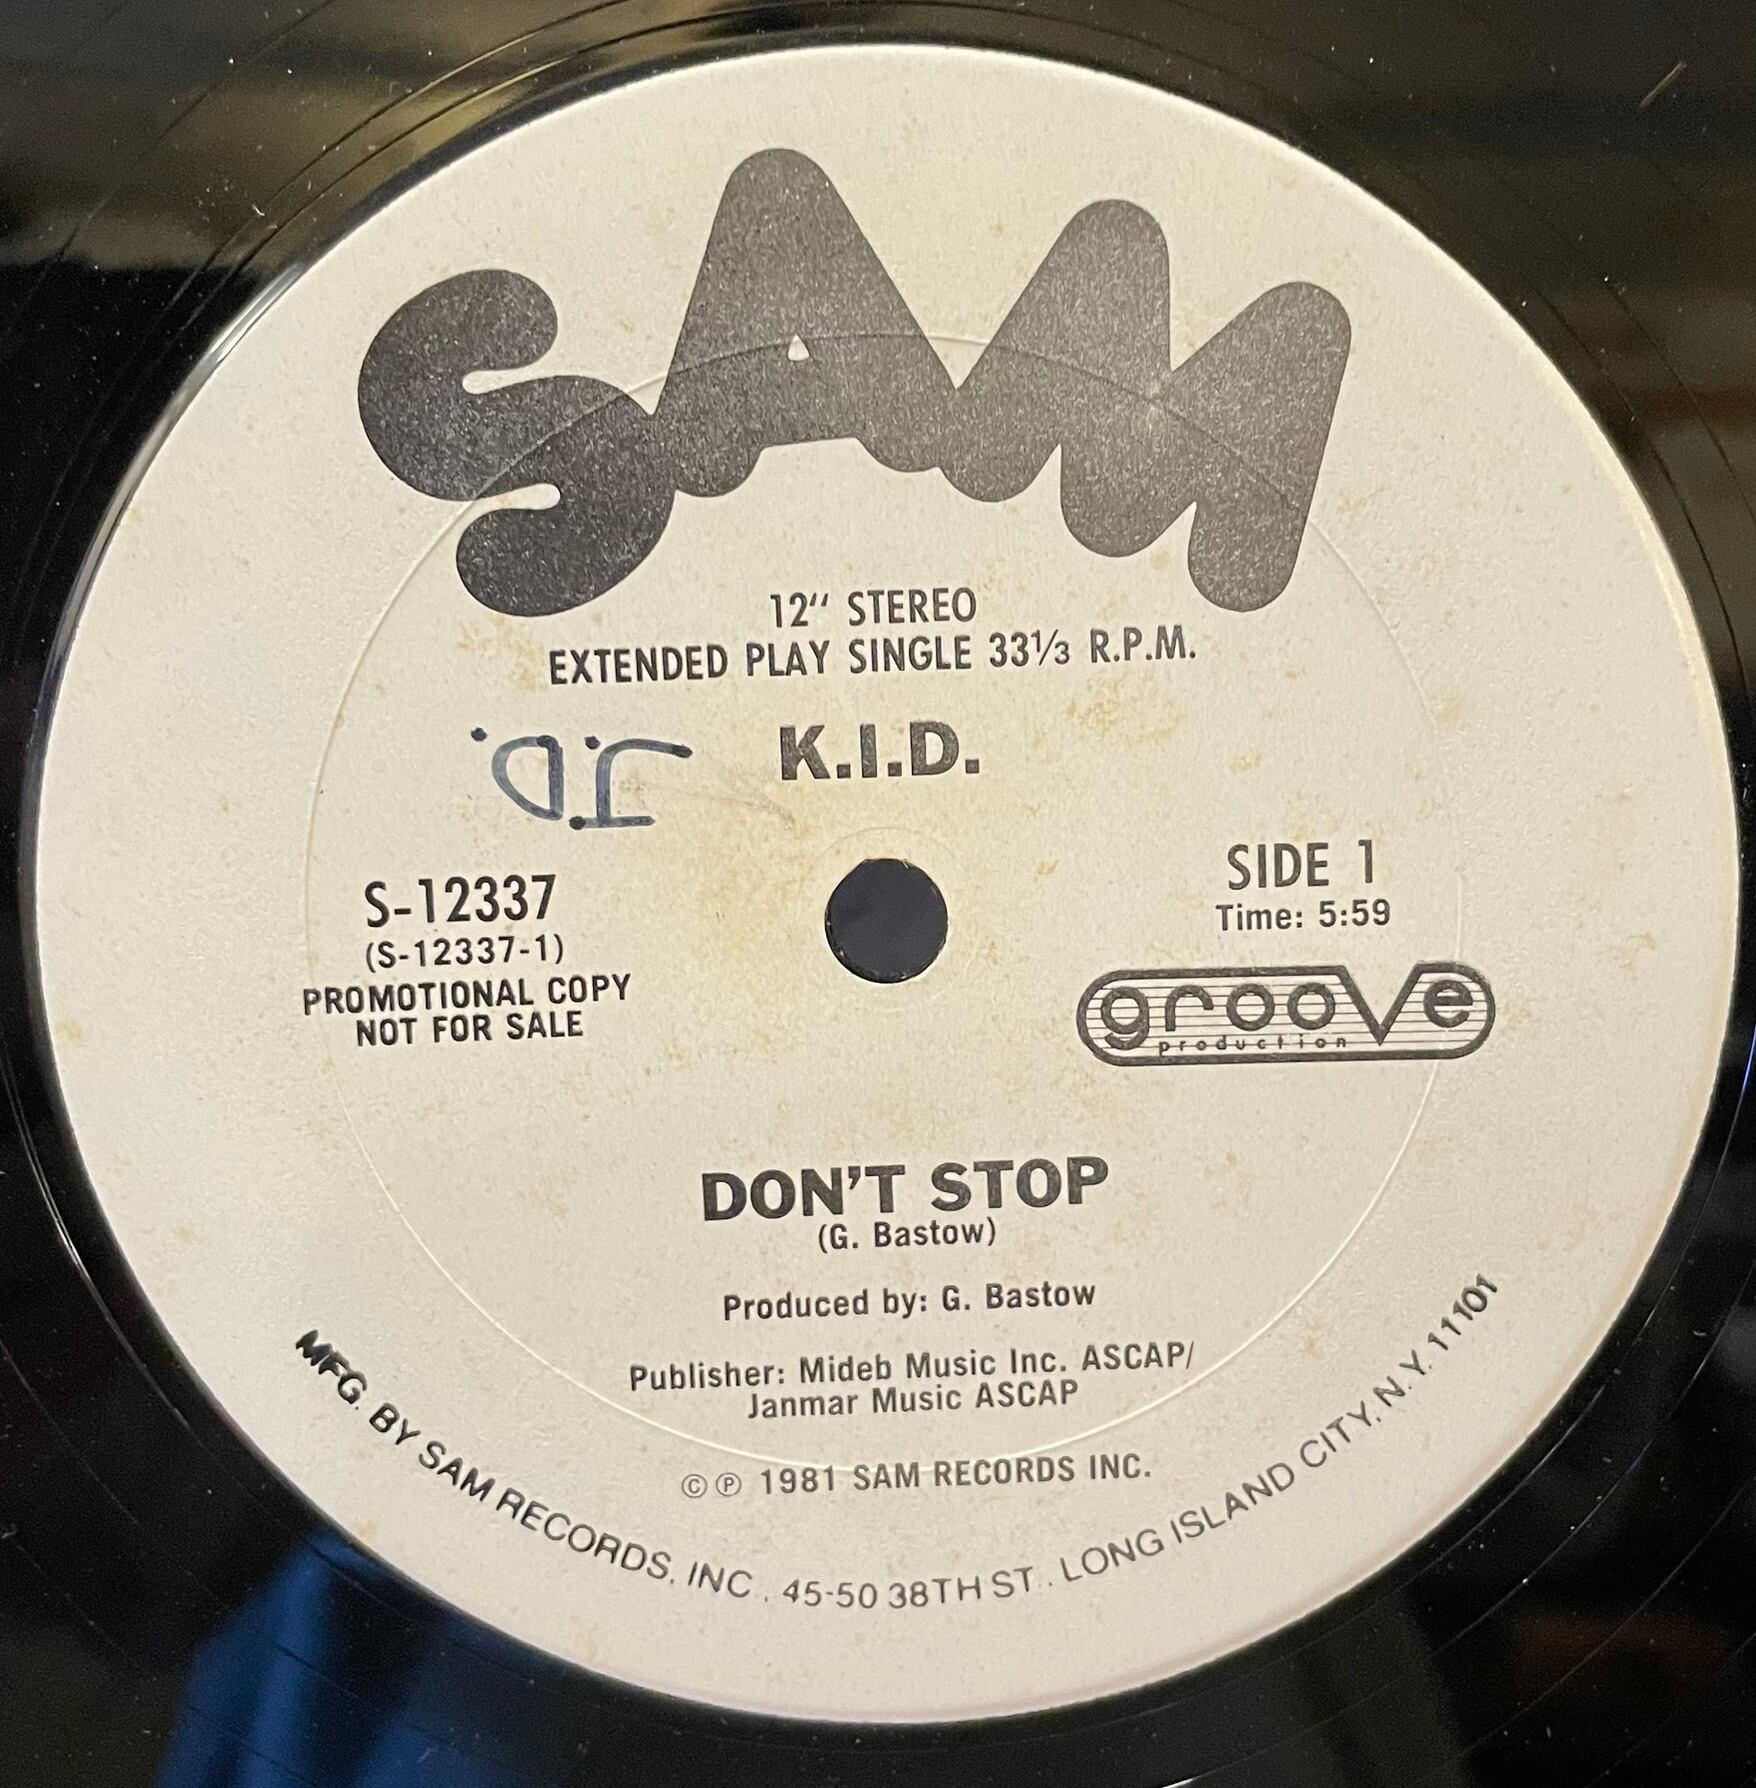 SAM
12" STEREO
EXTENDED PLAY SINGLE 33⅓ R.P.M.
K.I.D.
J.D.
S-12337
(S-12337-1)
PROMOTIONAL COPY
NOT FOR SALE
SIDE 1
Time: 5:59
groove
production
DON'T STOP
(G. Bastow)
Produced by: G. Bastow
Publisher: Mideb Music Inc. ASCAP/
Janmar Music ASCAP
©℗ 1981 SAM RECORDS INC.
MFG. BY SAM RECORDS, INC., 45-50 38TH ST., LONG ISLAND CITY, N.Y. 11101